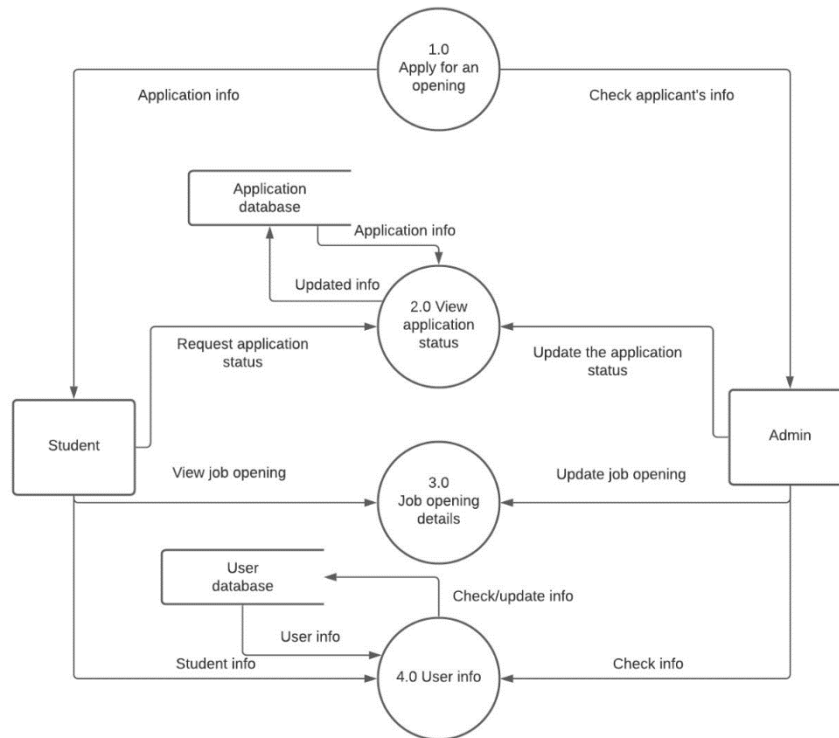 1.0
Apply for an
opening
Application info
Check applicant's info
Application
database
Application info
Updated info
2.0 View
application
status
Request application
status
Update the application
status
Student
Admin
View job opening
3.0
Job opening
details
Update job opening
User
database
Check/update info
User info
Student info
4.0 User info
Check info